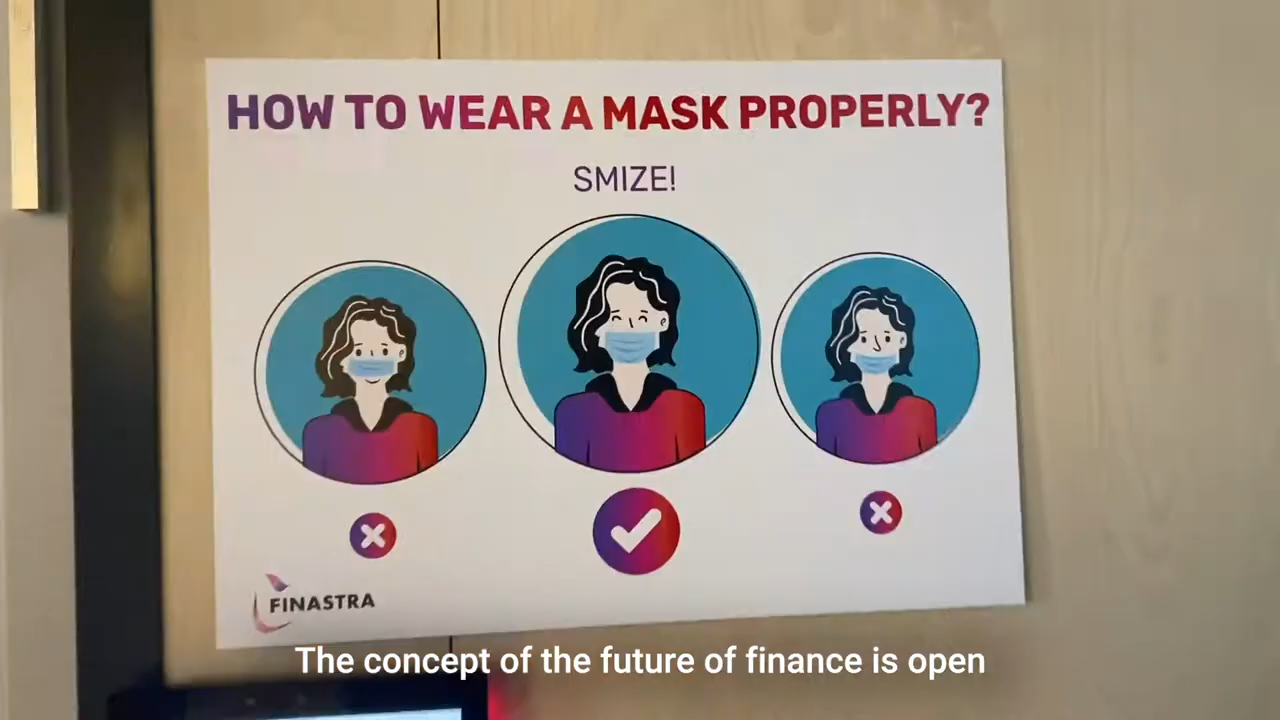 HOW TO WEAR A MASK PROPERLY?
SMIZE!
FINASTRA
The concept of the future of finance is open